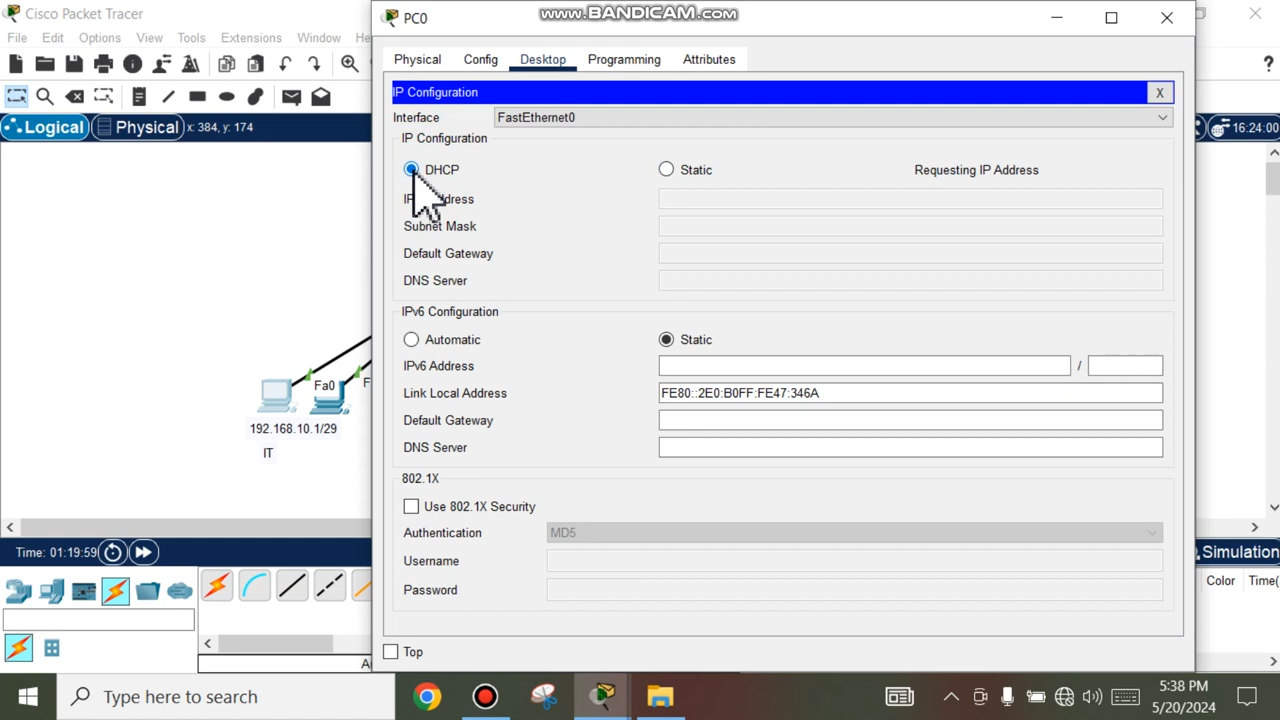 Cisco Packet Tracer
WWW.BANDICAM.COM
PC0
File Edit Options View Tools Extensions Window
Physical Config Desktop Programming Attributes
?
IP Configuration X
Interface FastEthernet0
Logical Physical x: 384, y: 174
16:24:00
IP Configuration
DHCP Static Requesting IP Address
Subnet Mask
Default Gateway
DNS Server
IPv6 Configuration
Automatic Static
IPv6 Address /
Link Local Address FE80::2E0:B0FF:FE47:346A
Default Gateway
DNS Server
Fa0 F
192.168.10.1/29
IT
802.1X
Use 802.1X Security
Authentication MD5
Username
Password
Time: 01:19:59
Simulation
Color Time(
Top
Type here to search
5:38 PM
5/20/2024